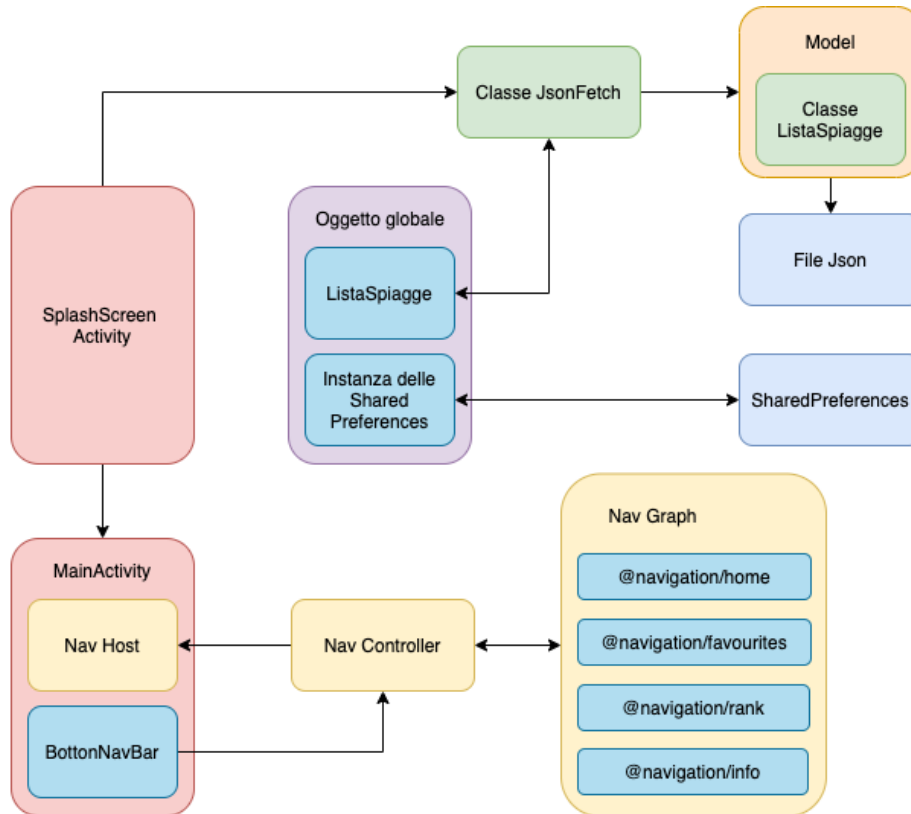 Model
Classe JsonFetch
Classe
ListaSpiagge
Oggetto globale
ListaSpiagge
File Json
SplashScreen
Activity
Instanza delle
Shared
Preferences
SharedPreferences
Nav Graph
MainActivity
@navigation/home
Nav Host
Nav Controller
@navigation/favourites
@navigation/rank
BottonNavBar
@navigation/info